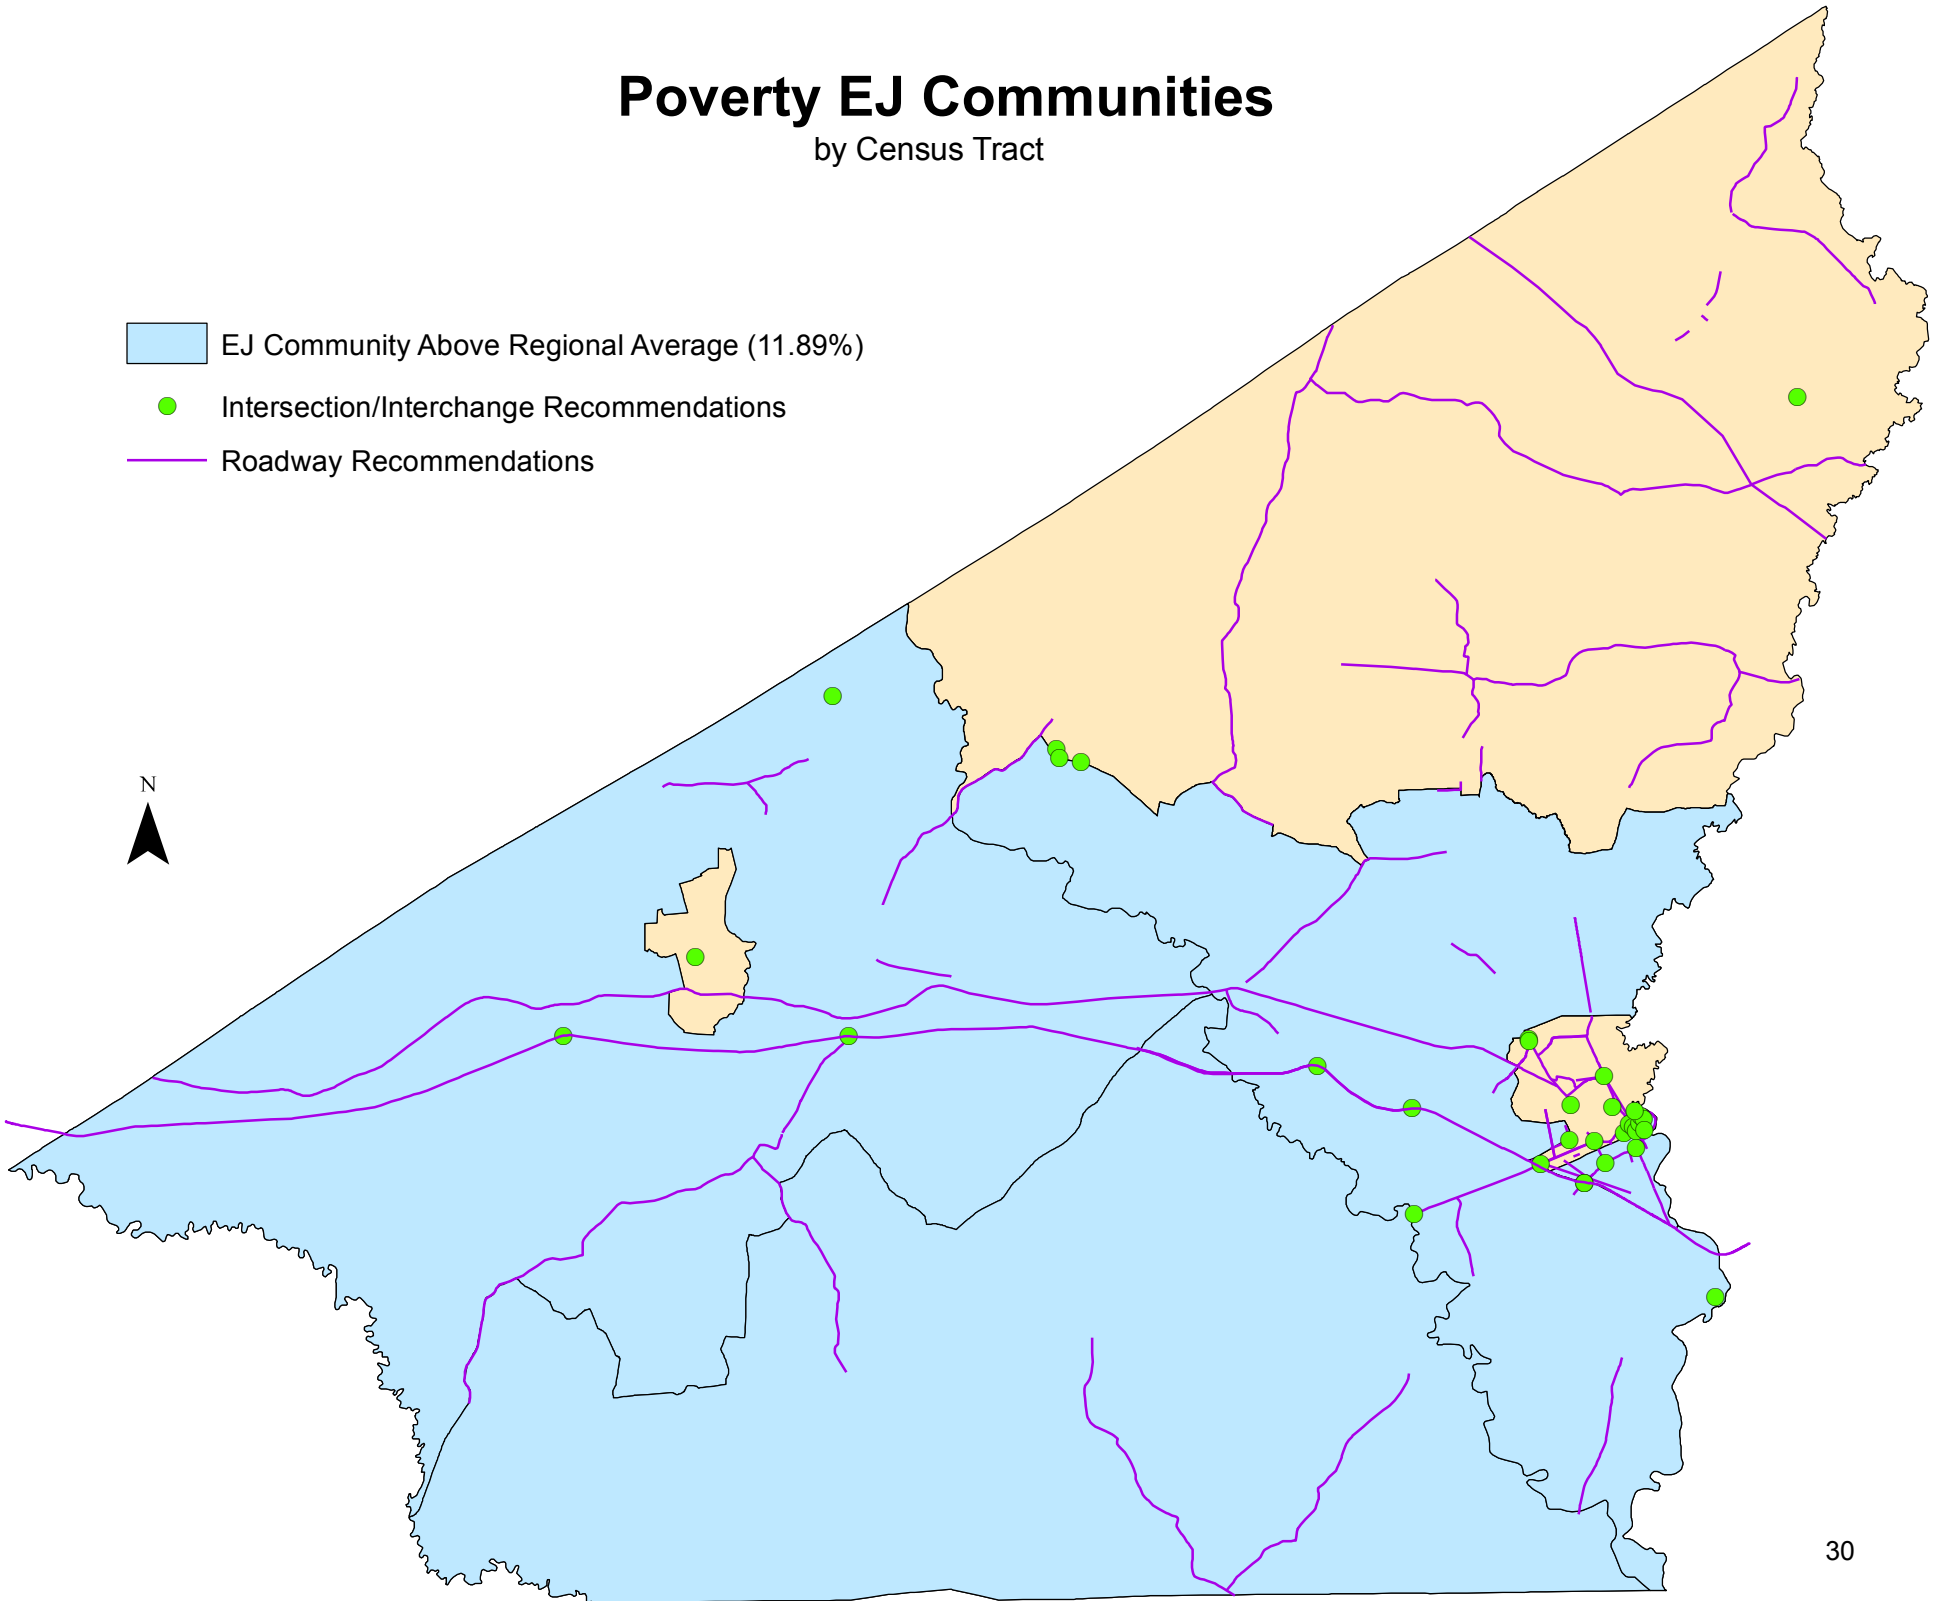 Poverty EJ Communities
by Census Tract
EJ Community Above Regional Average (11.89%)
Intersection/Interchange Recommendations
Roadway Recommendations
N
30